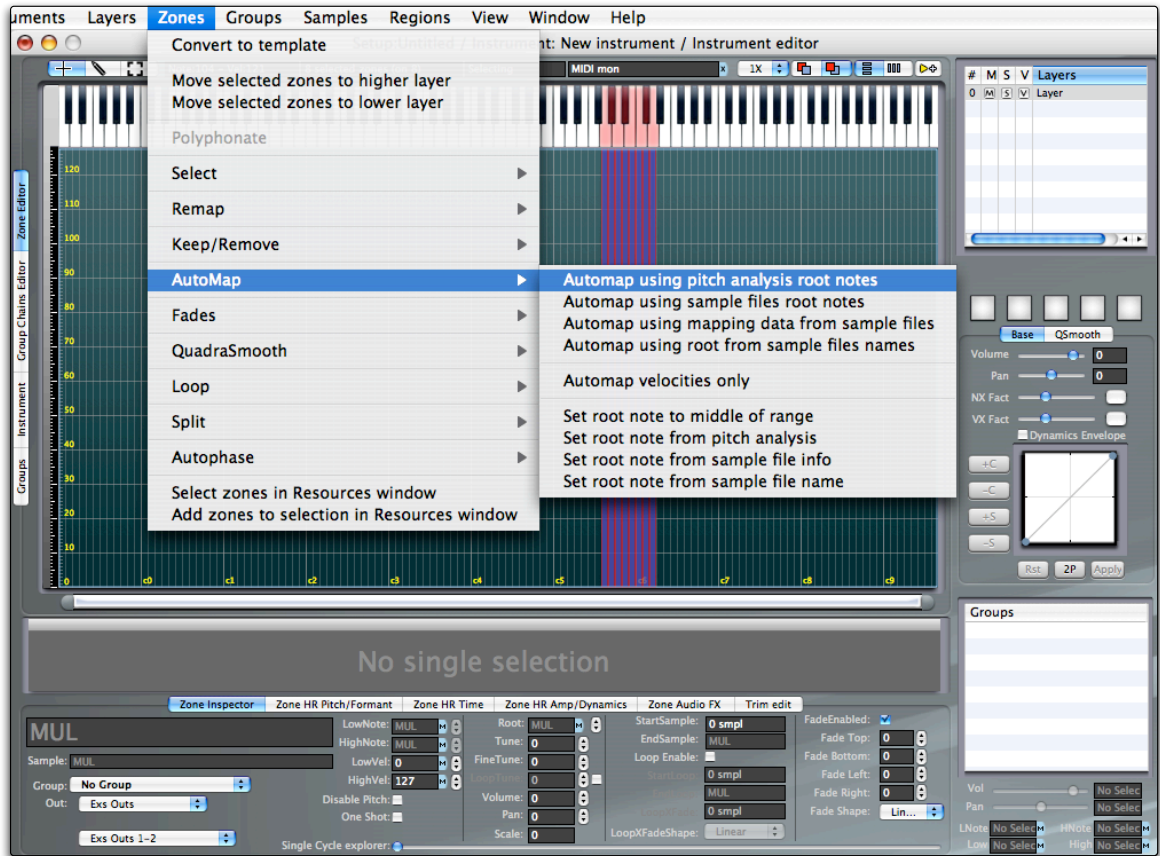 uments Layers Zones Groups Samples Regions View Window Help
Setup:Untitled / Instrument: New instrument / Instrument editor
Convert to template
Move selected zones to higher layer
Move selected zones to lower layer
Polyphonate
Select
Remap
Keep/Remove
AutoMap
Fades
QuadraSmooth
Loop
Split
Autophase
Select zones in Resources window
Add zones to selection in Resources window
Automap using pitch analysis root notes
Automap using sample files root notes
Automap using mapping data from sample files
Automap using root from sample files names
Automap velocities only
Set root note to middle of range
Set root note from pitch analysis
Set root note from sample file info
Set root note from sample file name
MIDI mon x 1X
# M S V Layers
0 M S V Layer
Zone Editor
Group Chains Editor
Instrument
Groups
120
110
100
90
80
70
60
50
40
30
20
10
0 c0 c1 c2 c3 c4 c5 c6 c7 c8 c9
Base QSmooth
Volume 0
Pan 0
NX Fact
VX Fact
Dynamics Envelope
+C
-C
+S
-S
Rst 2P Apply
Groups
No single selection
Zone Inspector Zone HR Pitch/Formant Zone HR Time Zone HR Amp/Dynamics Zone Audio FX Trim edit
MUL
Sample: MUL
Group: No Group
Out: Exs Outs
Exs Outs 1-2
LowNote: MUL M
HighNote: MUL M
LowVel: 0 M
HighVel: 127 M
Disable Pitch:
One Shot:
Single Cycle explorer:
Root: MUL M
Tune: 0
FineTune: 0
LoopTune: 0
Volume: 0
Pan: 0
Scale: 0
StartSample: 0 smpl
EndSample: MUL
Loop Enable:
StartLoop: 0 smpl
MUL
0 smpl
LoopXFadeShape: Linear
FadeEnabled:
Fade Top: 0
Fade Bottom: 0
Fade Left: 0
Fade Right: 0
Fade Shape: Lin...
Vol No Selec
Pan No Selec
LNote No Selec M HNote No Selec M
Low No Selec M High No Selec M